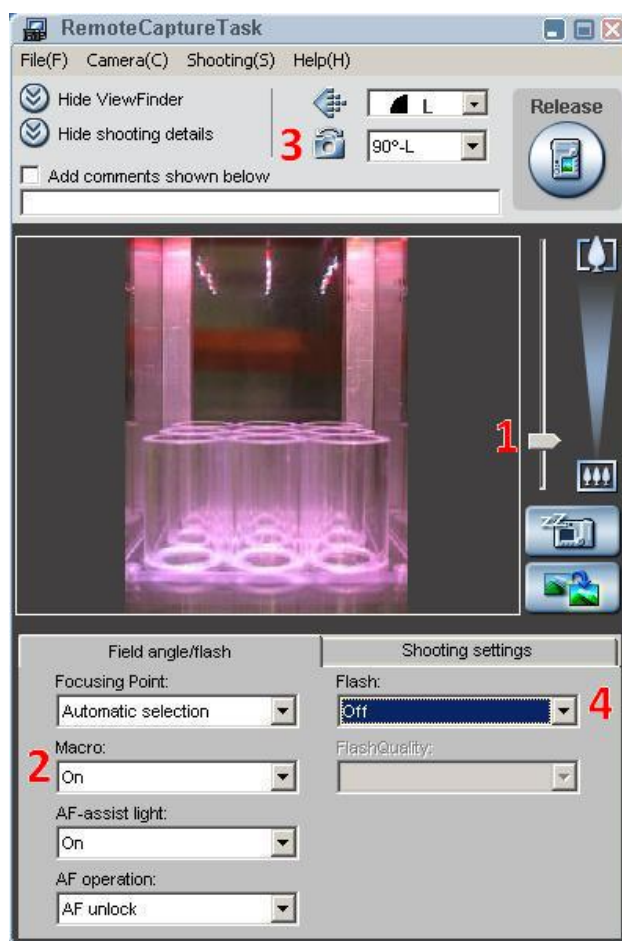 RemoteCaptureTask
File(F) Camera(C) Shooting(S) Help(H)
Hide ViewFinder
L
Release
Hide shooting details
3
90°-L
Add comments shown below
1
Field angle/flash
Shooting settings
Focusing Point:
Flash:
Automatic selection
Off
4
Macro:
FlashQuality:
2
On
AF-assist light:
On
AF operation:
AF unlock